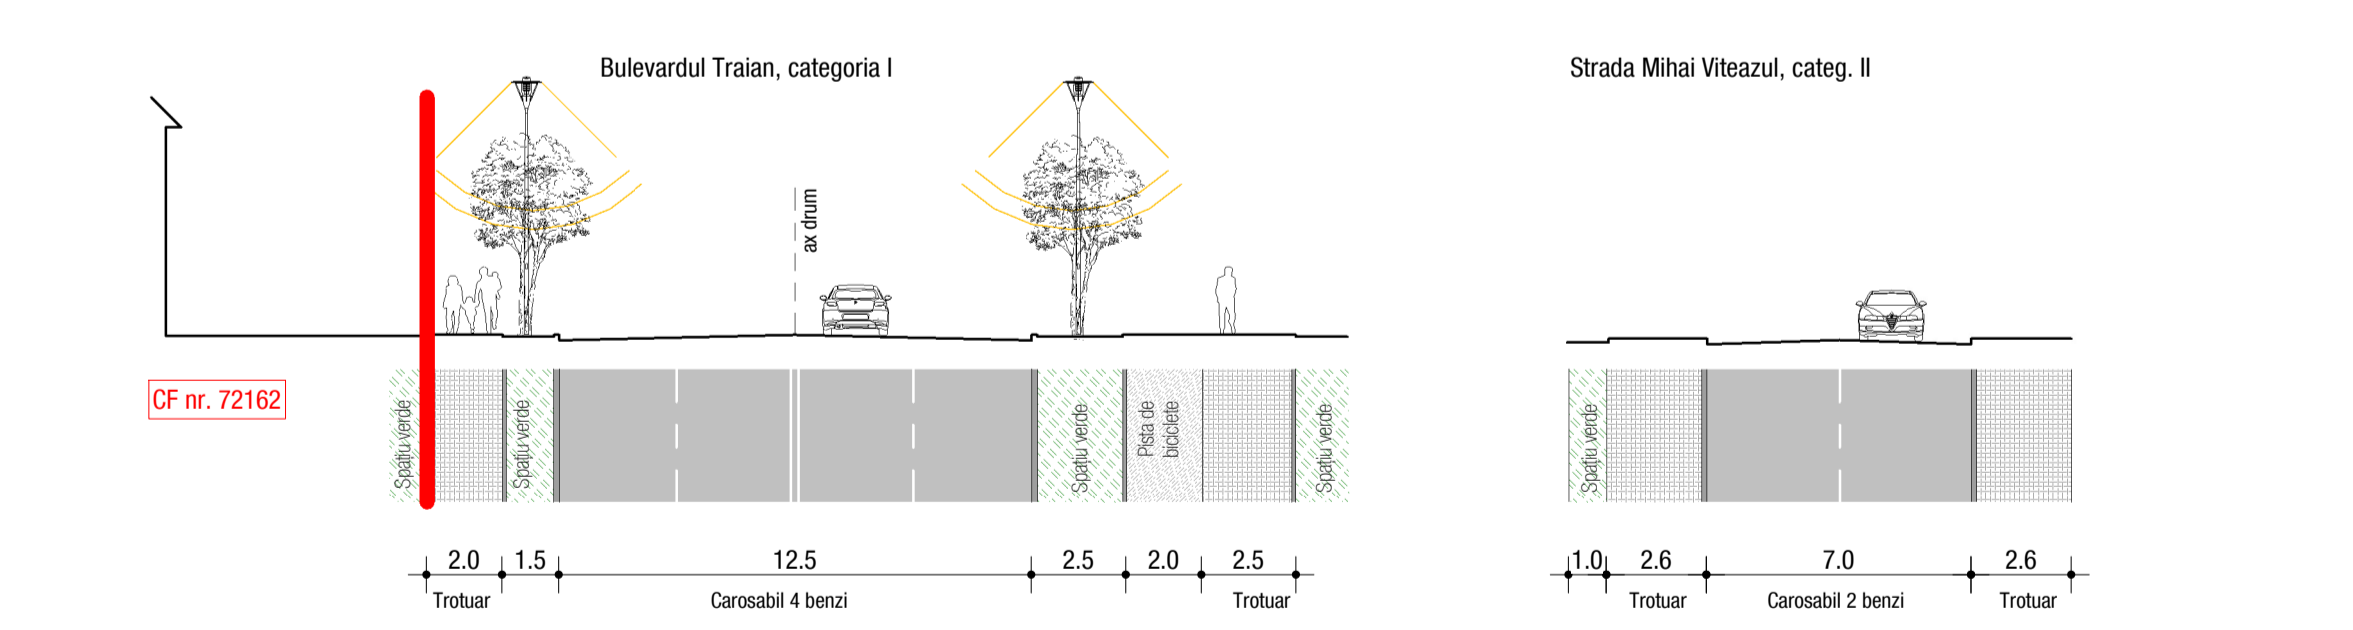 Bulevardul Traian, categoria I
Strada Mihai Viteazul, categ. II
ax drum
CF nr. 72162
Spațiu verde
Spațiu verde
Spațiu verde
Pista de
biciclete
Spațiu verde
Spațiu verde
2.0 1.5 12.5 2.5 2.0 2.5
1.0 2.6 7.0 2.6
Trotuar Carosabil 4 benzi Trotuar
Trotuar Carosabil 2 benzi Trotuar